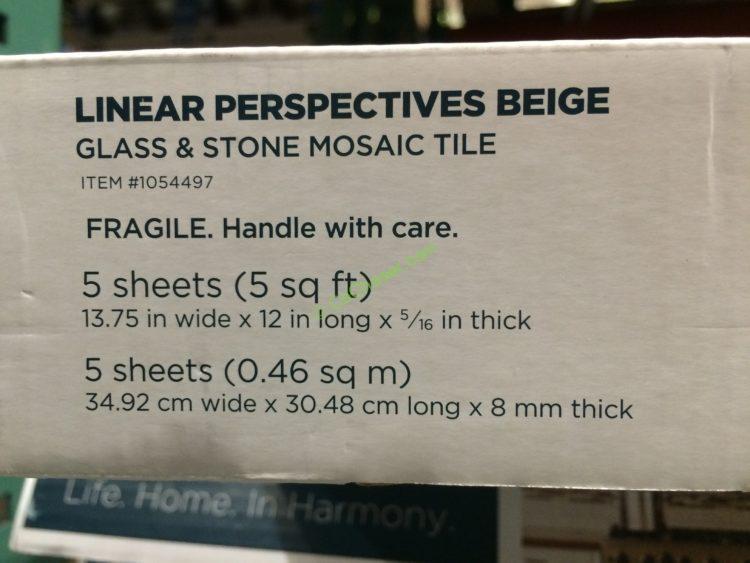 LINEAR PERSPECTIVES BEIGE
GLASS & STONE MOSAIC TILE
ITEM #1054497
FRAGILE. Handle with care.
5 sheets (5 sq ft)
13.75 in wide x 12 in long x 5/16 in thick
5 sheets (0.46 sq m)
34.92 cm wide x 30.48 cm long x 8 mm thick
Life. Home. In Harmony.